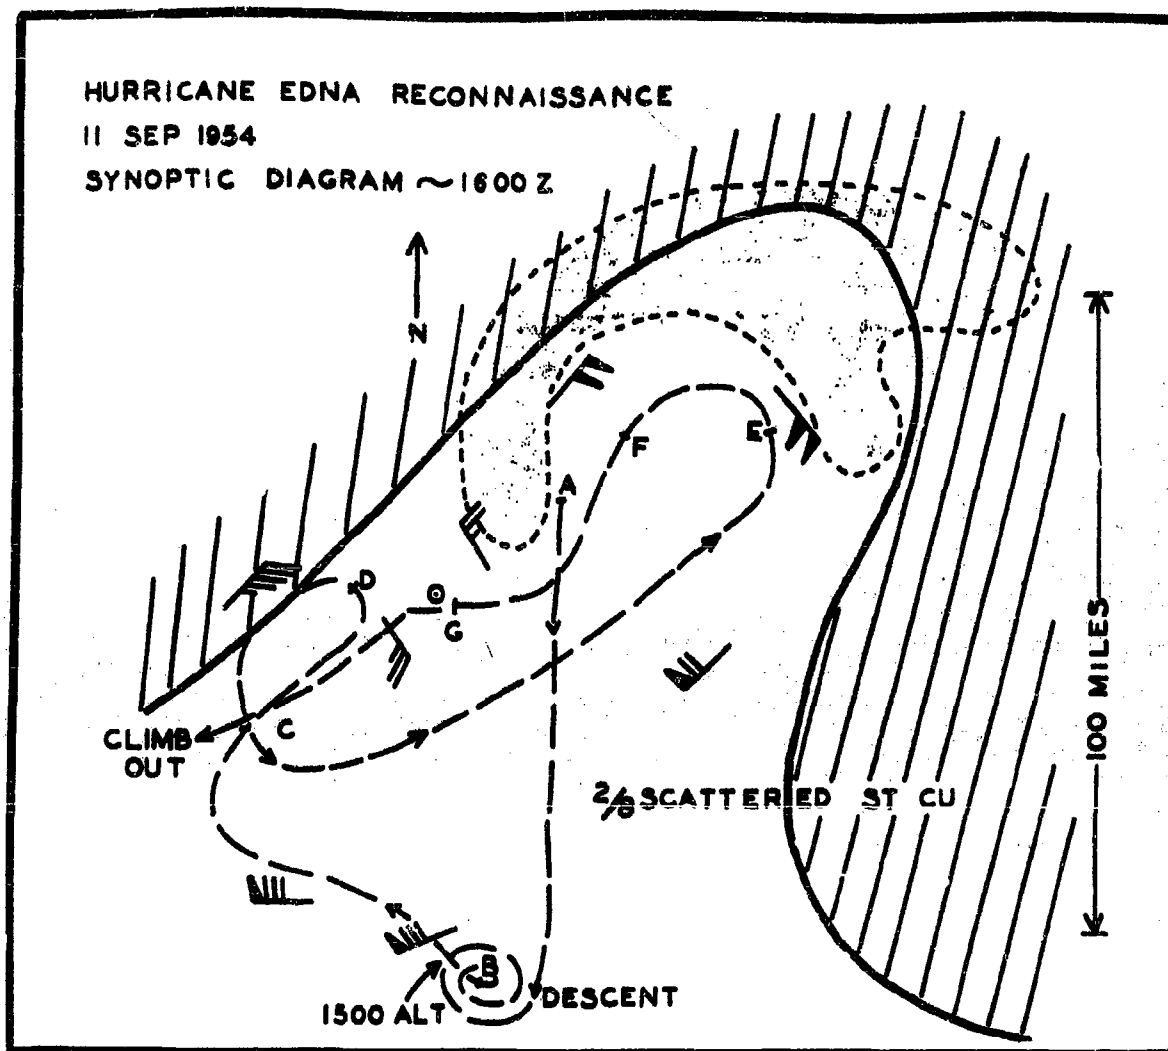 HURRICANE EDNA RECONNAISSANCE
11 SEP 1954
SYNOPTIC DIAGRAM ~1600 Z
N
A
F
E
D
G
C
CLIMB
OUT
100 MILES
2/8 SCATTERED ST CU
B
1500 ALT
DESCENT